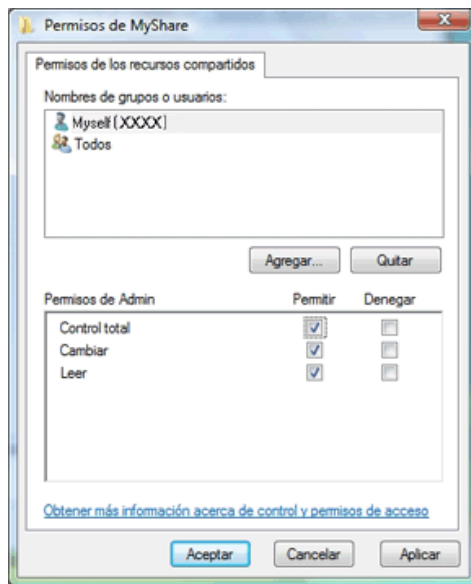 Permisos de MyShare
Permisos de los recursos compartidos
Nombres de grupos o usuarios:
Myself (XXXX)
Todos
Agregar... Quitar
Permisos de Admin Permitir Denegar
Control total
Cambiar
Leer
Obtener más información acerca de control y permisos de acceso
Aceptar Cancelar Aplicar